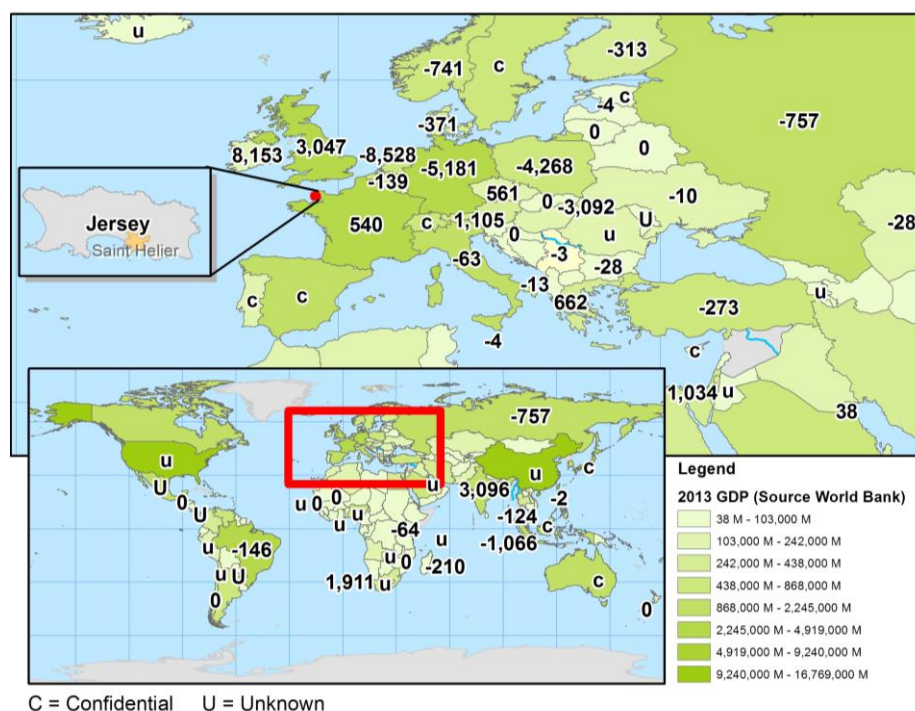 u
-313
-741
c
-4
c
-757
-371
0
0
8,153
3,047
-8,528
-5,181
-4,268
-139
561
0
-3,092
-10
U
-28
Jersey
Saint Helier
540
c
1,105
0
u
-3
-63
-28
c
c
-13
662
-273
u
-4
c
1,034
u
38
-757
u
c
U
0
U
u
0
0
u
3,096
u
-2
u
u
-64
-124
c
u
-146
u
-1,066
u
U
u
0
-210
1,911
u
c
0
0
Legend
2013 GDP (Source World Bank)
38 M - 103,000 M
103,000 M - 242,000 M
242,000 M - 438,000 M
438,000 M - 868,000 M
868,000 M - 2,245,000 M
2,245,000 M - 4,919,000 M
4,919,000 M - 9,240,000 M
9,240,000 M - 16,769,000 M
C = Confidential U = Unknown